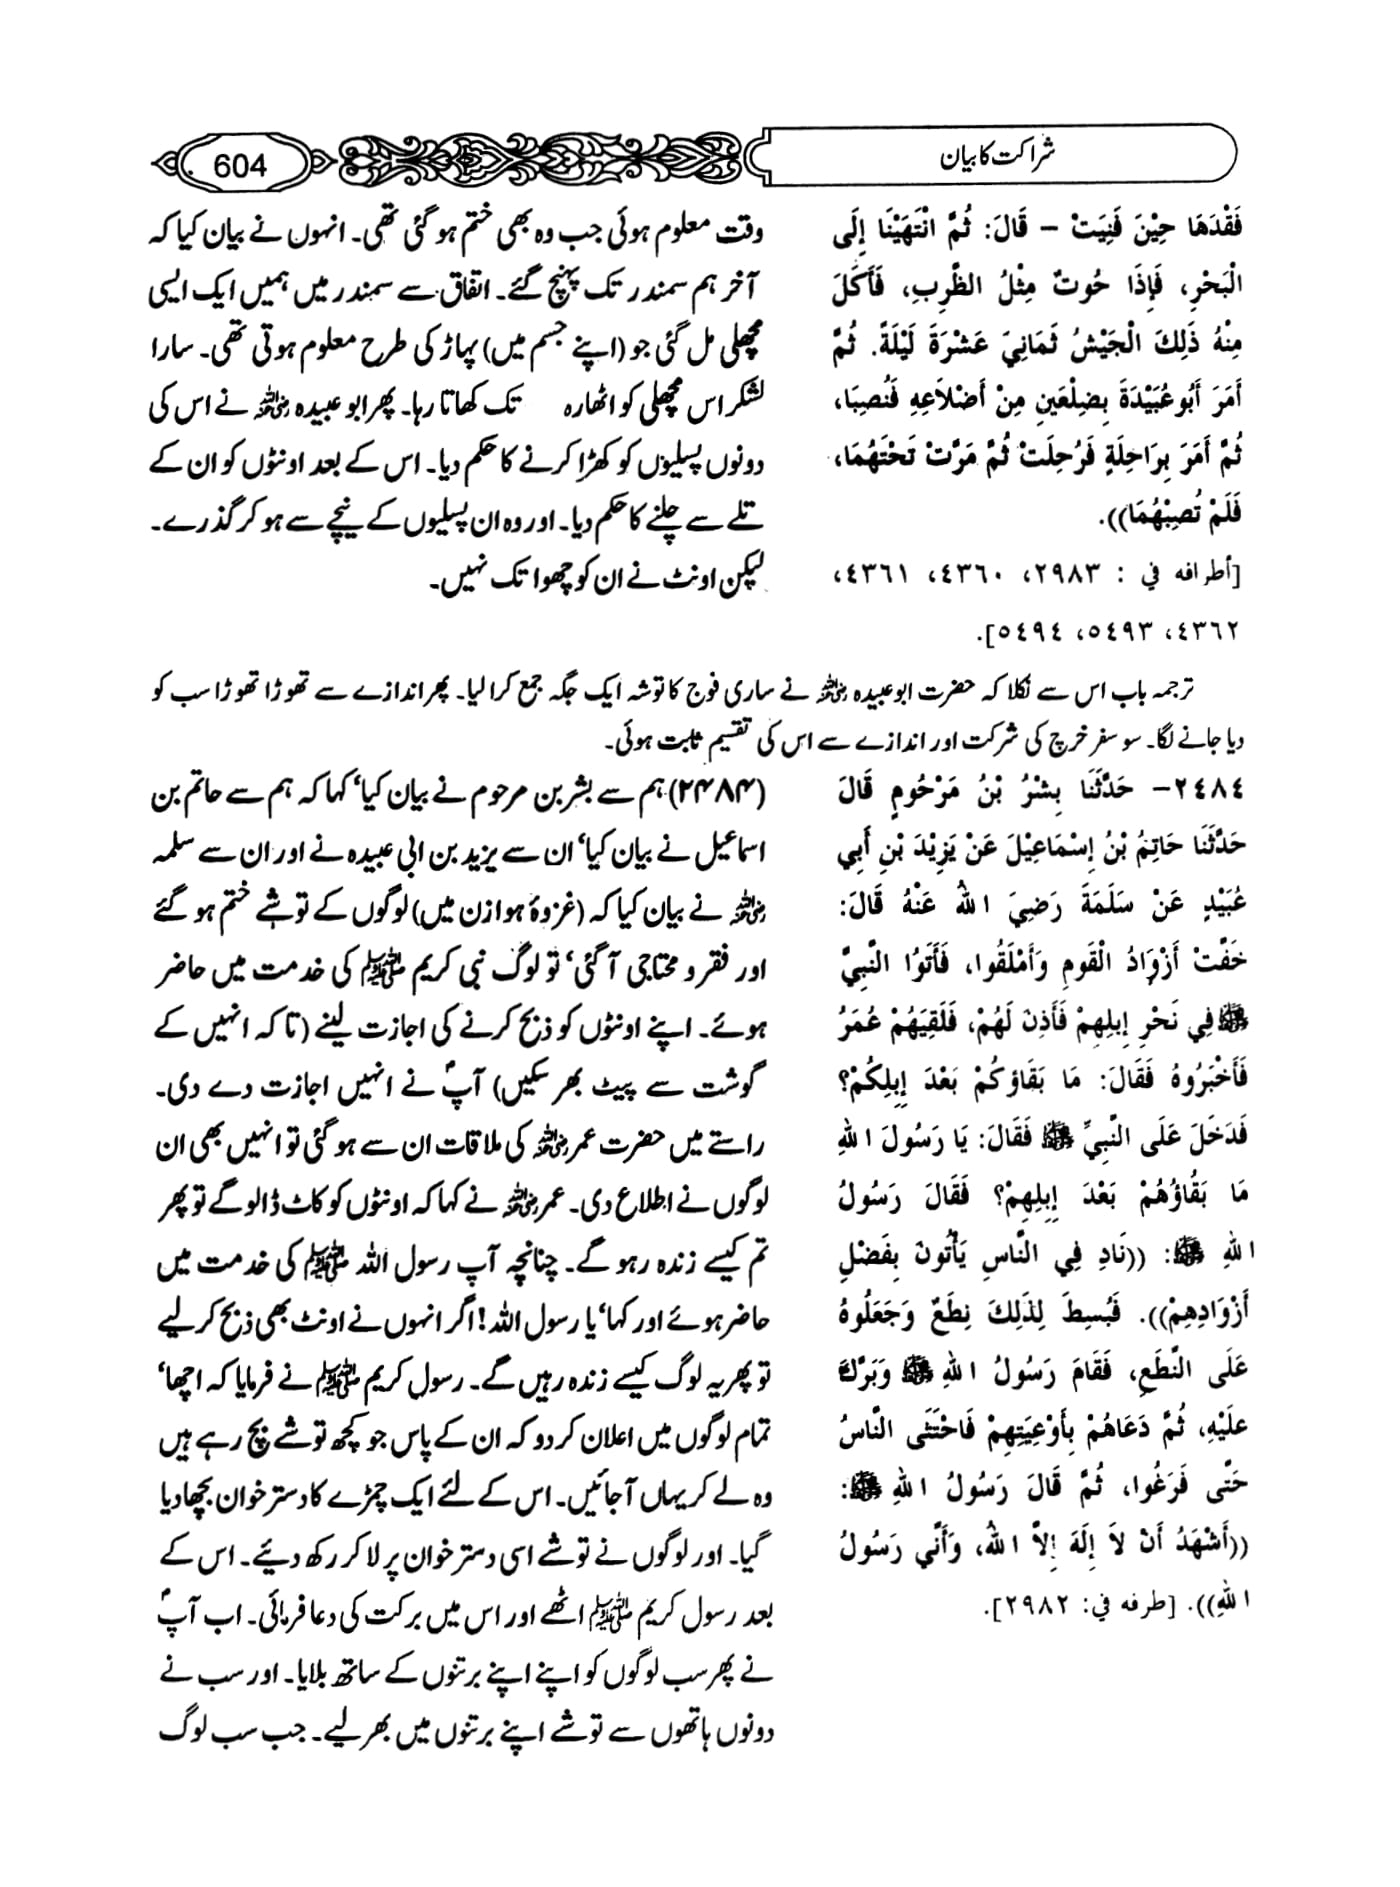 شراکت کا بیان
604
فَقْدَهَا حِيْنَ فَنِيَتْ – قَالَ: ثُمَّ انْتَهَيْنَا إِلَى
الْبَحْرِ، فَإِذَا حُوتٌ مِثْلُ الظَّرِبِ، فَأَكَلَ
مِنْهُ ذَلِكَ الْجَيْشُ ثَمَانِيَ عَشْرَةَ لَيْلَةً. ثُمَّ
أَمَرَ أَبُو عُبَيْدَةَ بِضِلْعَينِ مِنْ أَضْلاَعِهِ فَنُصِبَا،
ثُمَّ أَمَرَ بِرَاحِلَةٍ فَرُحِلَتْ ثُمَّ مَرَّتْ تَحْتَهُمَا،
فَلَمْ تُصِبْهُمَا)).
[أطرافه في : ٢٩٨٣، ٤٣٦٠، ٤٣٦١،
٤٣٦٢، ٥٤٩٣، ٥٤٩٤].
وقت معلوم ہوئی جب وہ بھی ختم ہو گئی تھی۔ انہوں نے بیان کیا کہ
آخر ہم سمندر تک پہنچ گئے۔ اتفاق سے سمندر میں ہمیں ایک ایسی
مچھلی مل گئی جو (اپنے جسم میں) پہاڑ کی طرح معلوم ہوتی تھی۔ سارا
لشکر اس مچھلی کو اٹھارہ تک کھاتا رہا۔ پھر ابو عبیدہ رضی اللہ عنہ نے اس کی
دونوں پسلیوں کو کھڑا کرنے کا حکم دیا۔ اس کے بعد اونٹوں کو ان کے
تلے سے چلنے کا حکم دیا۔ اور وہ ان پسلیوں کے نیچے سے ہو کر گذرے۔
لیکن اونٹ نے ان کو چھوا تک نہیں۔
ترجمہ باب اس سے نکلا کہ حضرت ابو عبیدہ رضی اللہ عنہ نے ساری فوج کا توشہ ایک جگہ جمع کرا لیا۔ پھر اندازے سے تھوڑا تھوڑا سب کو
دیا جانے لگا۔ سو سفر خرچ کی شرکت اور اندازے سے اس کی تقسیم ثابت ہوئی۔
٢٤٨٤– حَدَّثَنَا بِشْرُ بْنُ مَرْحُومٍ قَالَ
حَدَّثَنَا حَاتِمُ بْنُ إِسْمَاعِيْلَ عَنْ يَزِيْدَ بْنِ أَبِي
عُبَيْدٍ عَنْ سَلَمَةَ رَضِيَ اللهُ عَنْهُ قَالَ:
خَفَّتْ أَزْوَادُ الْقَومِ وَأَمْلَقُوا، فَأَتَوُا النَّبِيَّ
ﷺ فِي نَحْرِ إِبِلِهِمْ فَأَذِنَ لَهُمْ، فَلَقِيَهُمْ عُمَرُ
فَأَخْبَرُوهُ فَقَالَ: مَا بَقَاؤكُمْ بَعْدَ إِبِلِكُمْ؟
فَدَخَلَ عَلَى النَّبِيِّ ﷺ فَقَالَ: يَا رَسُولَ اللهِ
مَا بَقَاؤُهُمْ بَعْدَ إِبِلِهِمْ؟ فَقَالَ رَسُولُ
اللهِ ﷺ: ((نَادِ فِي النَّاسِ يَأْتُونَ بِفَضْلِ
أَزْوَادِهِمْ)). فَبُسِطَ لِذَلِكَ نِطَعٌ وَجَعَلُوهُ
عَلَى النَّطَعِ، فَقَامَ رَسُولُ اللهِ ﷺ وَبَرَّكَ
عَلَيْهِ، ثُمَّ دَعَاهُمْ بِأَوْعِيَتِهِمْ فَاحْتَثَى النَّاسُ
حَتَّى فَرَغُوا، ثُمَّ قَالَ رَسُولُ اللهِ ﷺ:
((أَشْهَدُ أَنْ لاَ إِلَهَ إِلاَّ اللهُ، وَأَنِّي رَسُولُ
اللهِ)). [طرفه في: ٢٩٨٢].
(۲۴۸۴) ہم سے بشر بن مرحوم نے بیان کیا‘ کہا کہ ہم سے حاتم بن
اسماعیل نے بیان کیا‘ ان سے یزید بن ابی عبیدہ نے اور ان سے سلمہ
رضی اللہ عنہ نے بیان کیا کہ (غزوۂ ہوازن میں) لوگوں کے توشے ختم ہو گئے
اور فقر و محتاجی آ گئی‘ تو لوگ نبی کریم ﷺ کی خدمت میں حاضر
ہوئے۔ اپنے اونٹوں کو ذبح کرنے کی اجازت لینے (تا کہ انہیں کے
گوشت سے پیٹ بھر سکیں) آپؐ نے انہیں اجازت دے دی۔
راستے میں حضرت عمر رضی اللہ عنہ کی ملاقات ان سے ہو گئی تو انہیں بھی ان
لوگوں نے اطلاع دی۔ عمر رضی اللہ عنہ نے کہا کہ اونٹوں کو کاٹ ڈالو گے تو پھر
تم کیسے زندہ رہو گے۔ چنانچہ آپ رسول اللہ ﷺ کی خدمت میں
حاضر ہوئے اور کہا‘ یا رسول اللہ! اگر انہوں نے اونٹ بھی ذبح کر لیے
تو پھر یہ لوگ کیسے زندہ رہیں گے۔ رسول کریم ﷺ نے فرمایا کہ اچھا‘
تمام لوگوں میں اعلان کر دو کہ ان کے پاس جو کچھ توشے بچ رہے ہیں
وہ لے کر یہاں آ جائیں۔ اس کے لئے ایک چمڑے کا دستر خوان بچھا دیا
گیا۔ اور لوگوں نے توشے اسی دستر خوان پر لا کر رکھ دیئے۔ اس کے
بعد رسول کریم ﷺ اٹھے اور اس میں برکت کی دعا فرمائی۔ اب آپؐ
نے پھر سب لوگوں کو اپنے اپنے برتنوں کے ساتھ بلایا۔ اور سب نے
دونوں ہاتھوں سے توشے اپنے برتنوں میں بھر لیے۔ جب سب لوگ